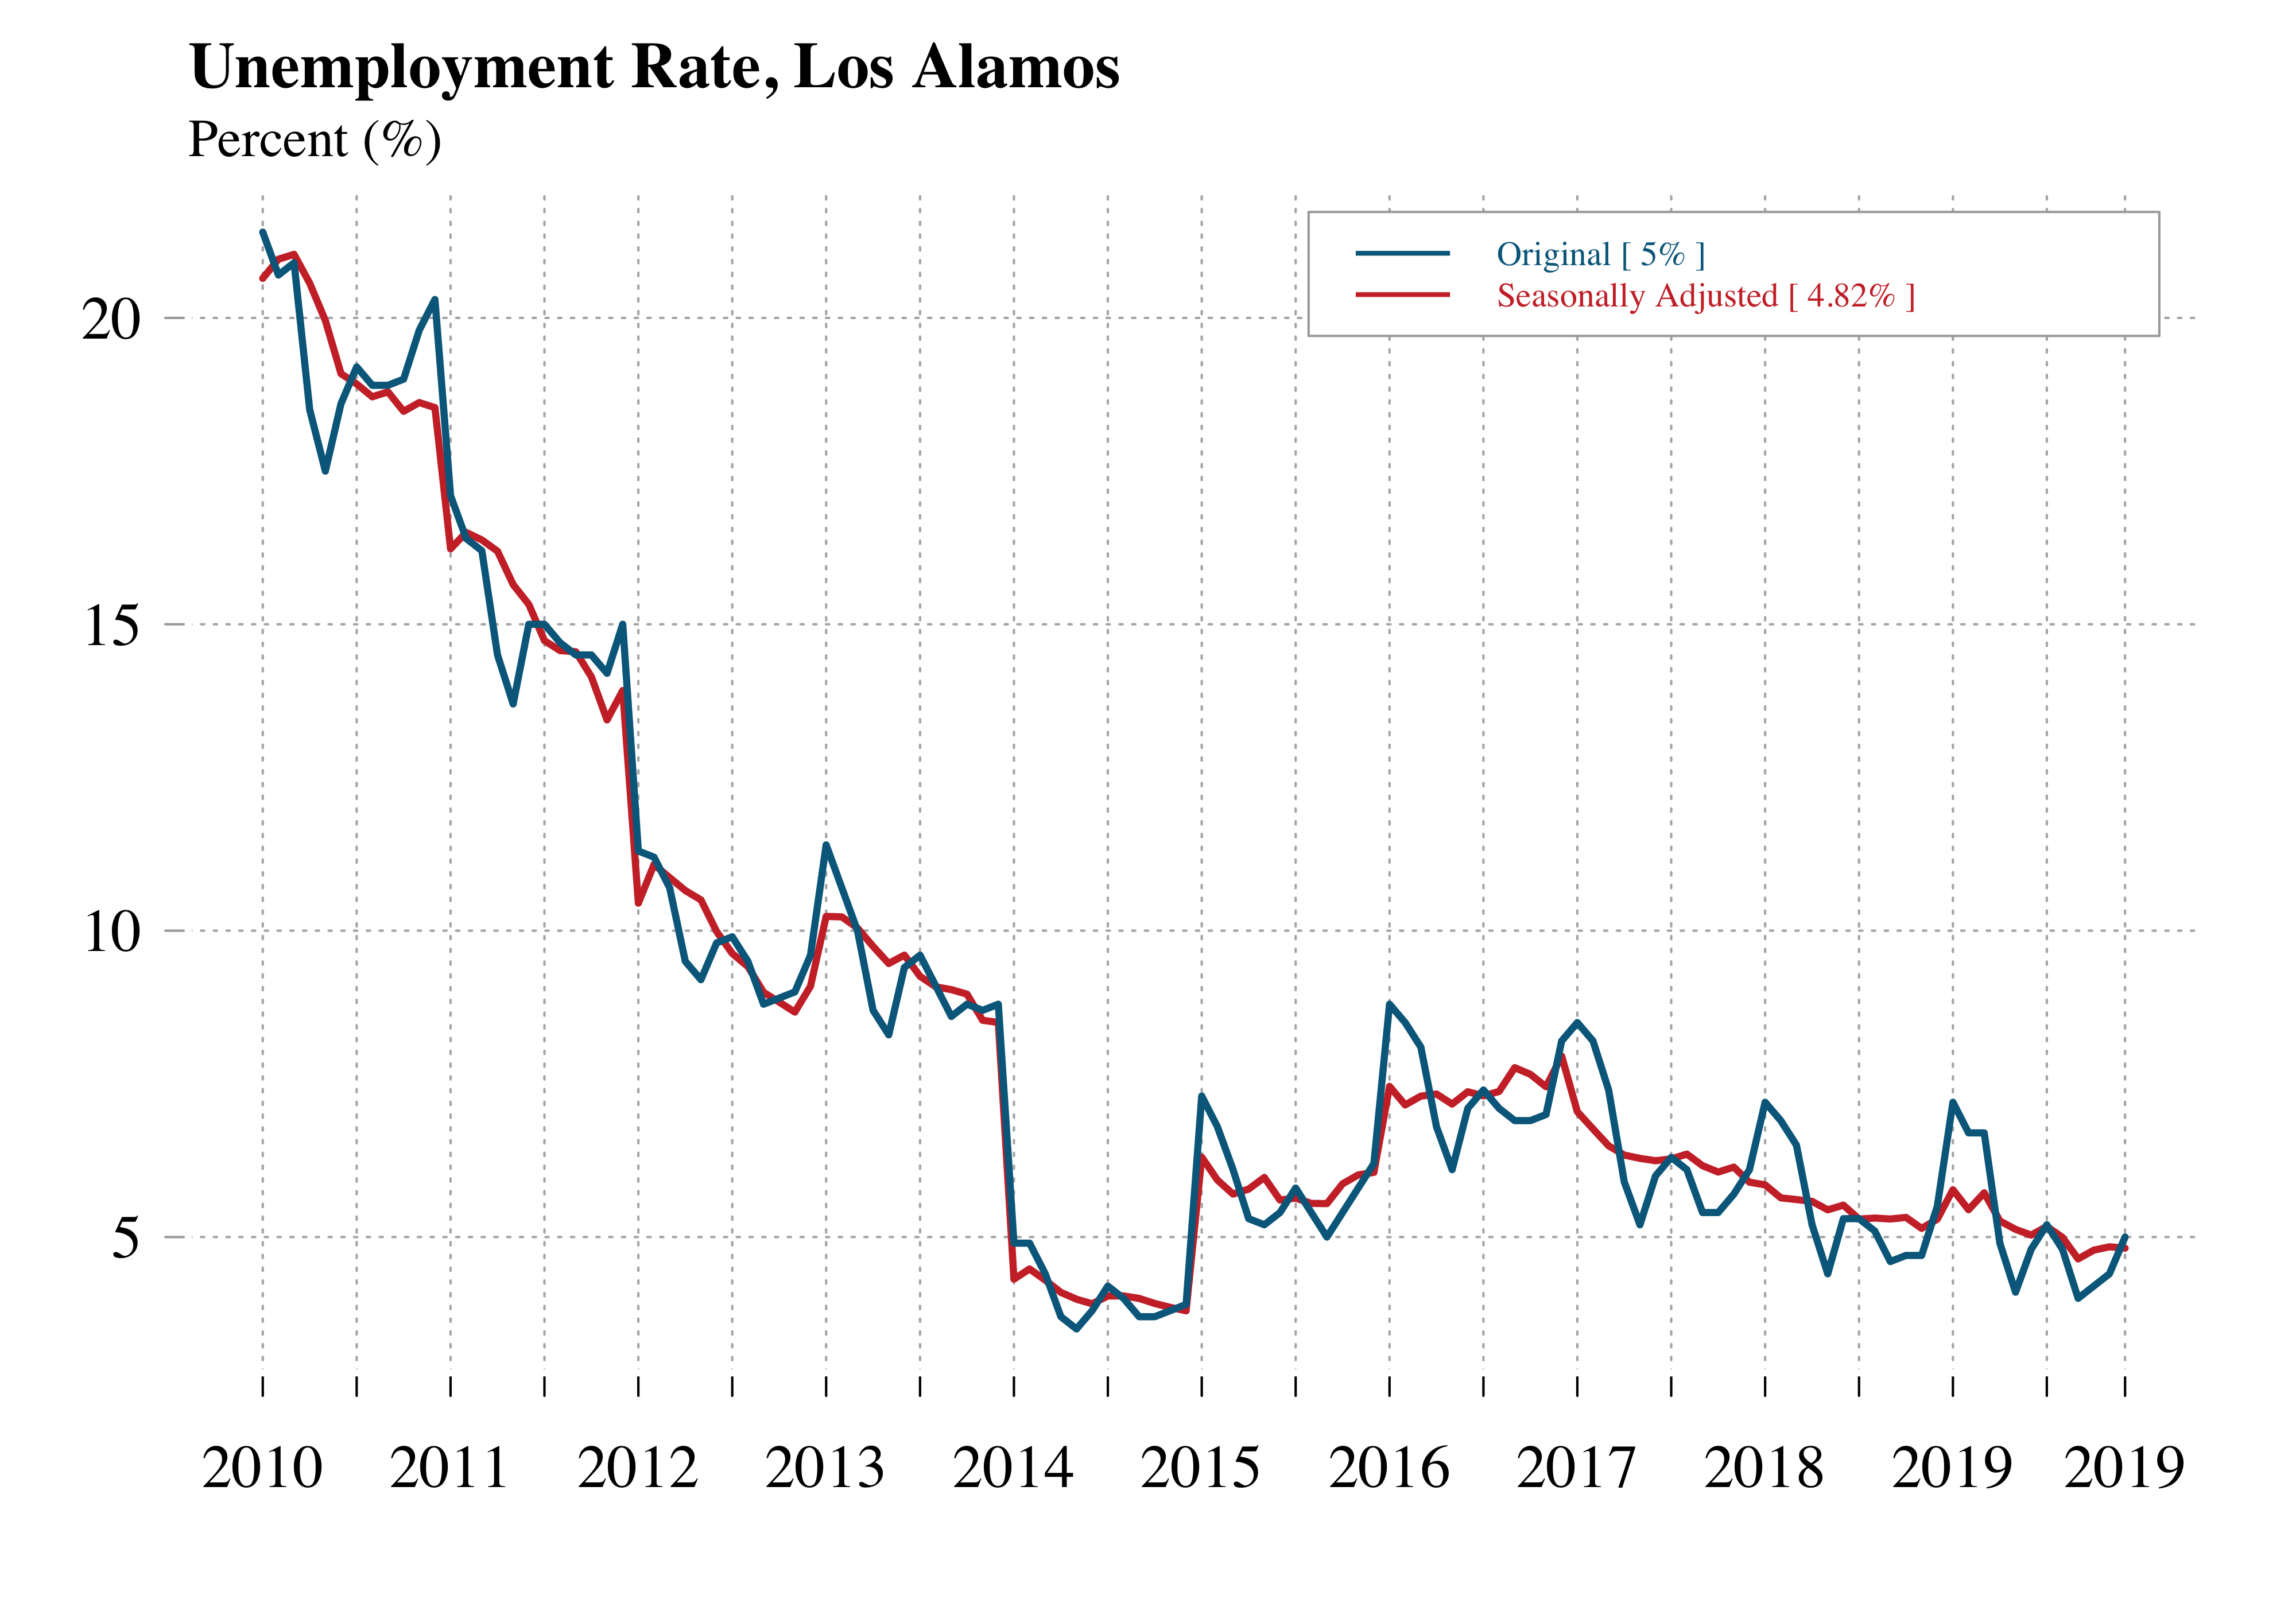 Unemployment Rate, Los Alamos
Percent (%)
Original [ 5% ]
Seasonally Adjusted [ 4.82% ]
20
15
10
5
2010 2011 2012 2013 2014 2015 2016 2017 2018 2019 2019